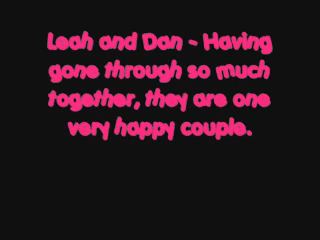 Leah and Dan - Having
gone through so much
together, they are one
very happy couple.